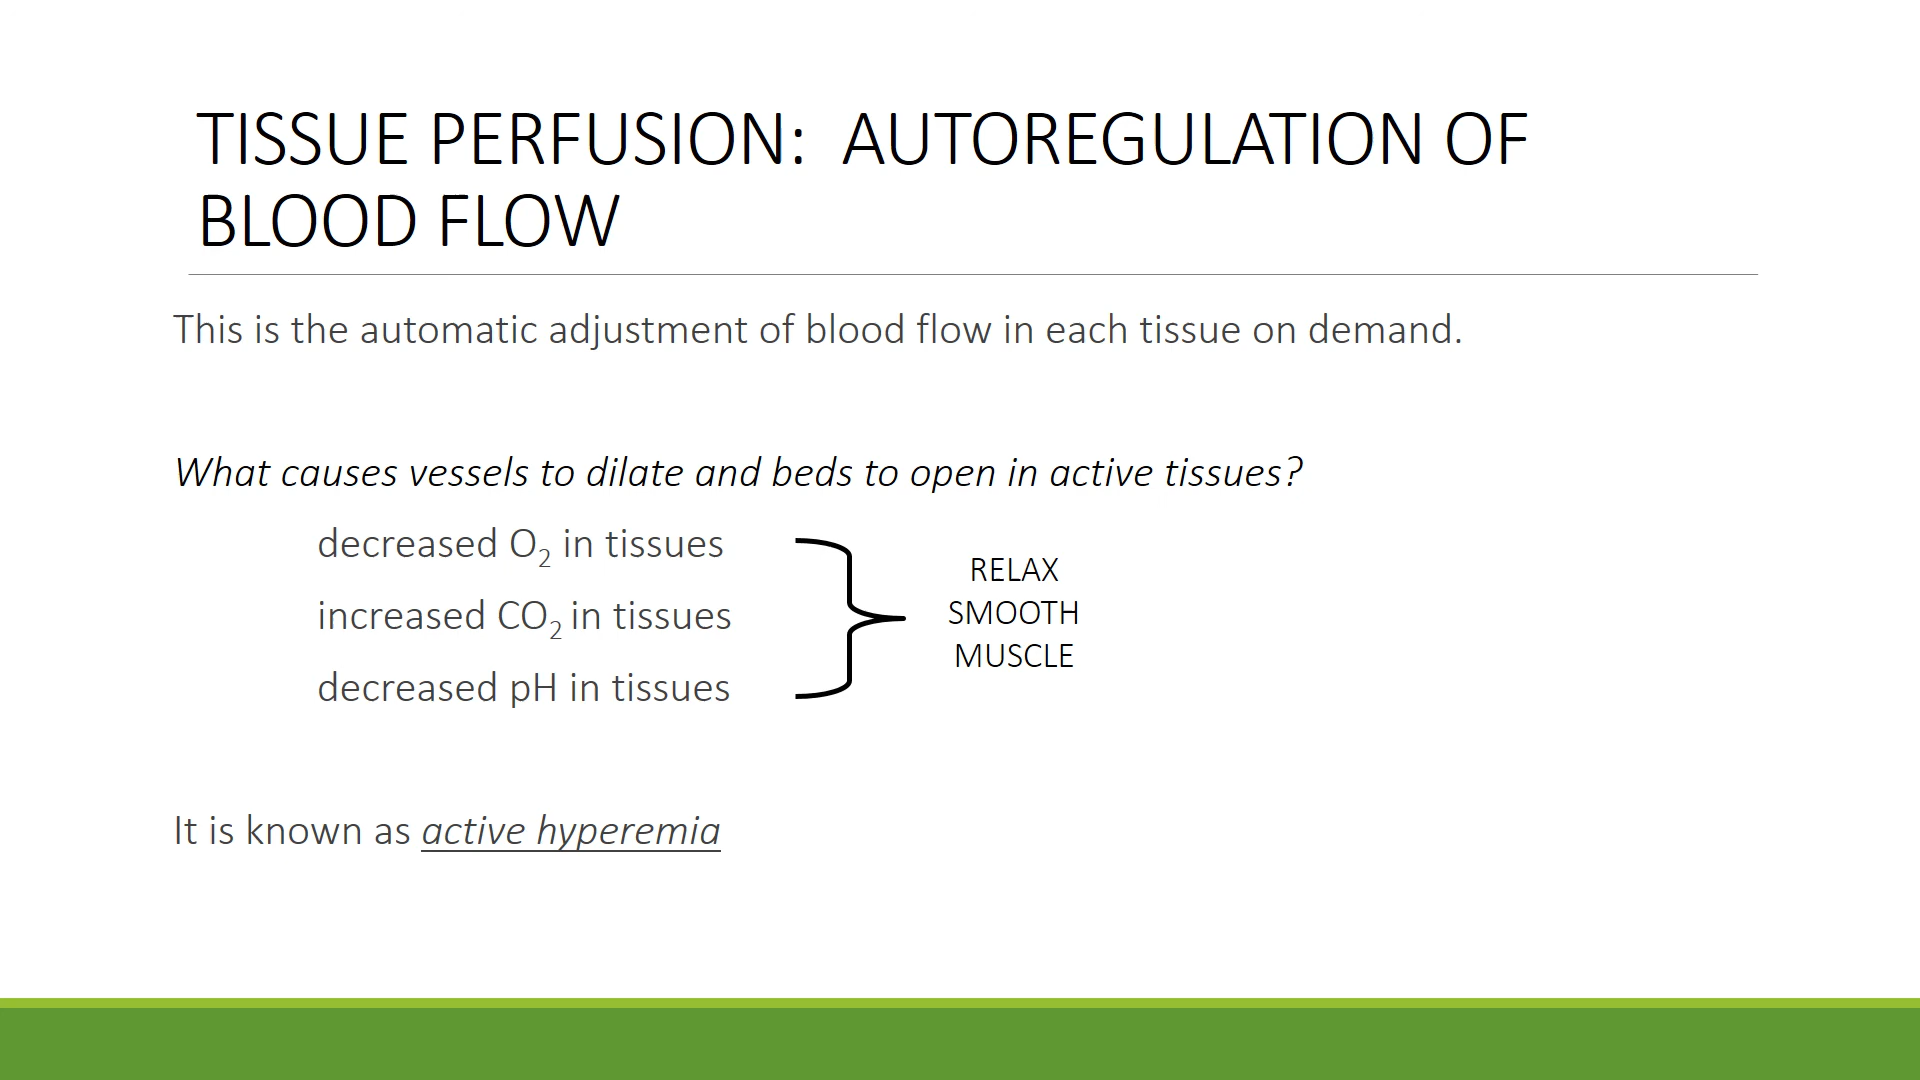 TISSUE PERFUSION:  AUTOREGULATION OF
BLOOD FLOW
This is the automatic adjustment of blood flow in each tissue on demand.
What causes vessels to dilate and beds to open in active tissues?
decreased O₂ in tissues
increased CO₂ in tissues
decreased pH in tissues
RELAX
SMOOTH
MUSCLE
It is known as active hyperemia